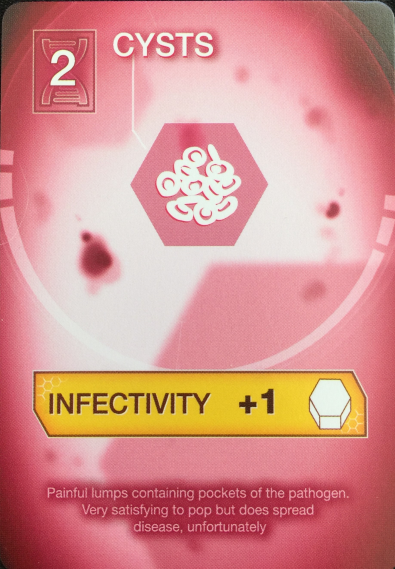 2
CYSTS
INFECTIVITY +1
Painful lumps containing pockets of the pathogen.
Very satisfying to pop but does spread
disease, unfortunately